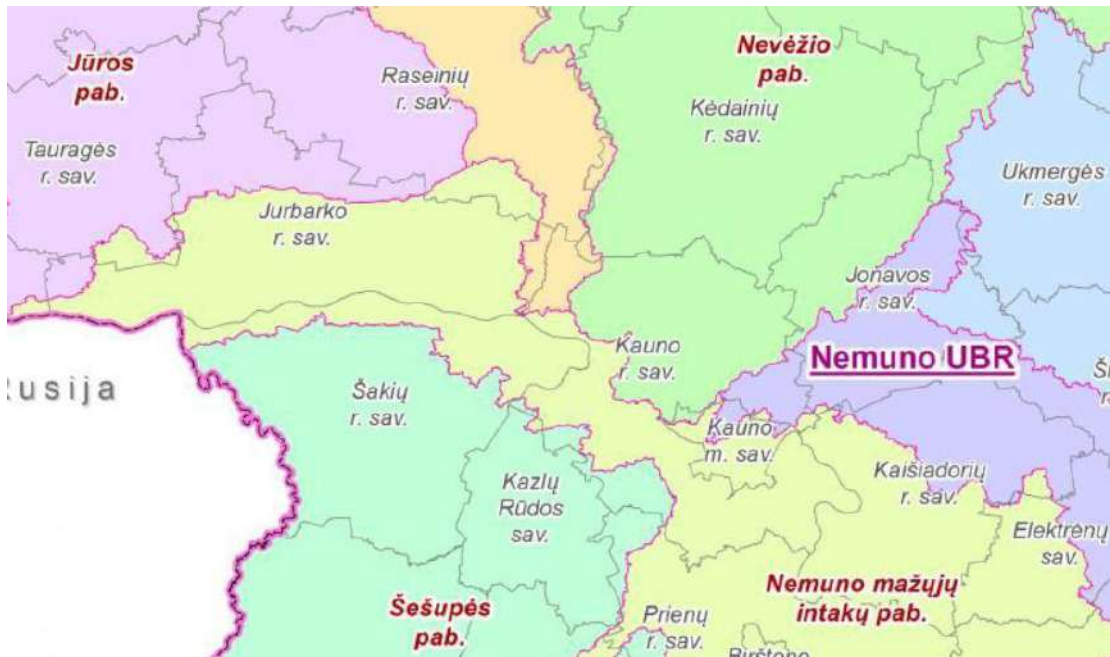 Jūros
pab.
Raseinių
r. sav.
Nevėžio
pab.
Kėdainių
r. sav.
Tauragės
r. sav.
Ukmergės
r. sav.
Jurbarko
r. sav.
Jonavos
r. sav.
Nemuno UBR
Kauno
r. sav.
usija
Šakių
r. sav.
Kauno
m. sav.
Kaišiadorių
r. sav.
Kazlų
Rūdos
sav.
Elektrėnų
sav.
Šešupės
pab.
Nemuno mažųjų
intakų pab.
Prienų
r. sav.